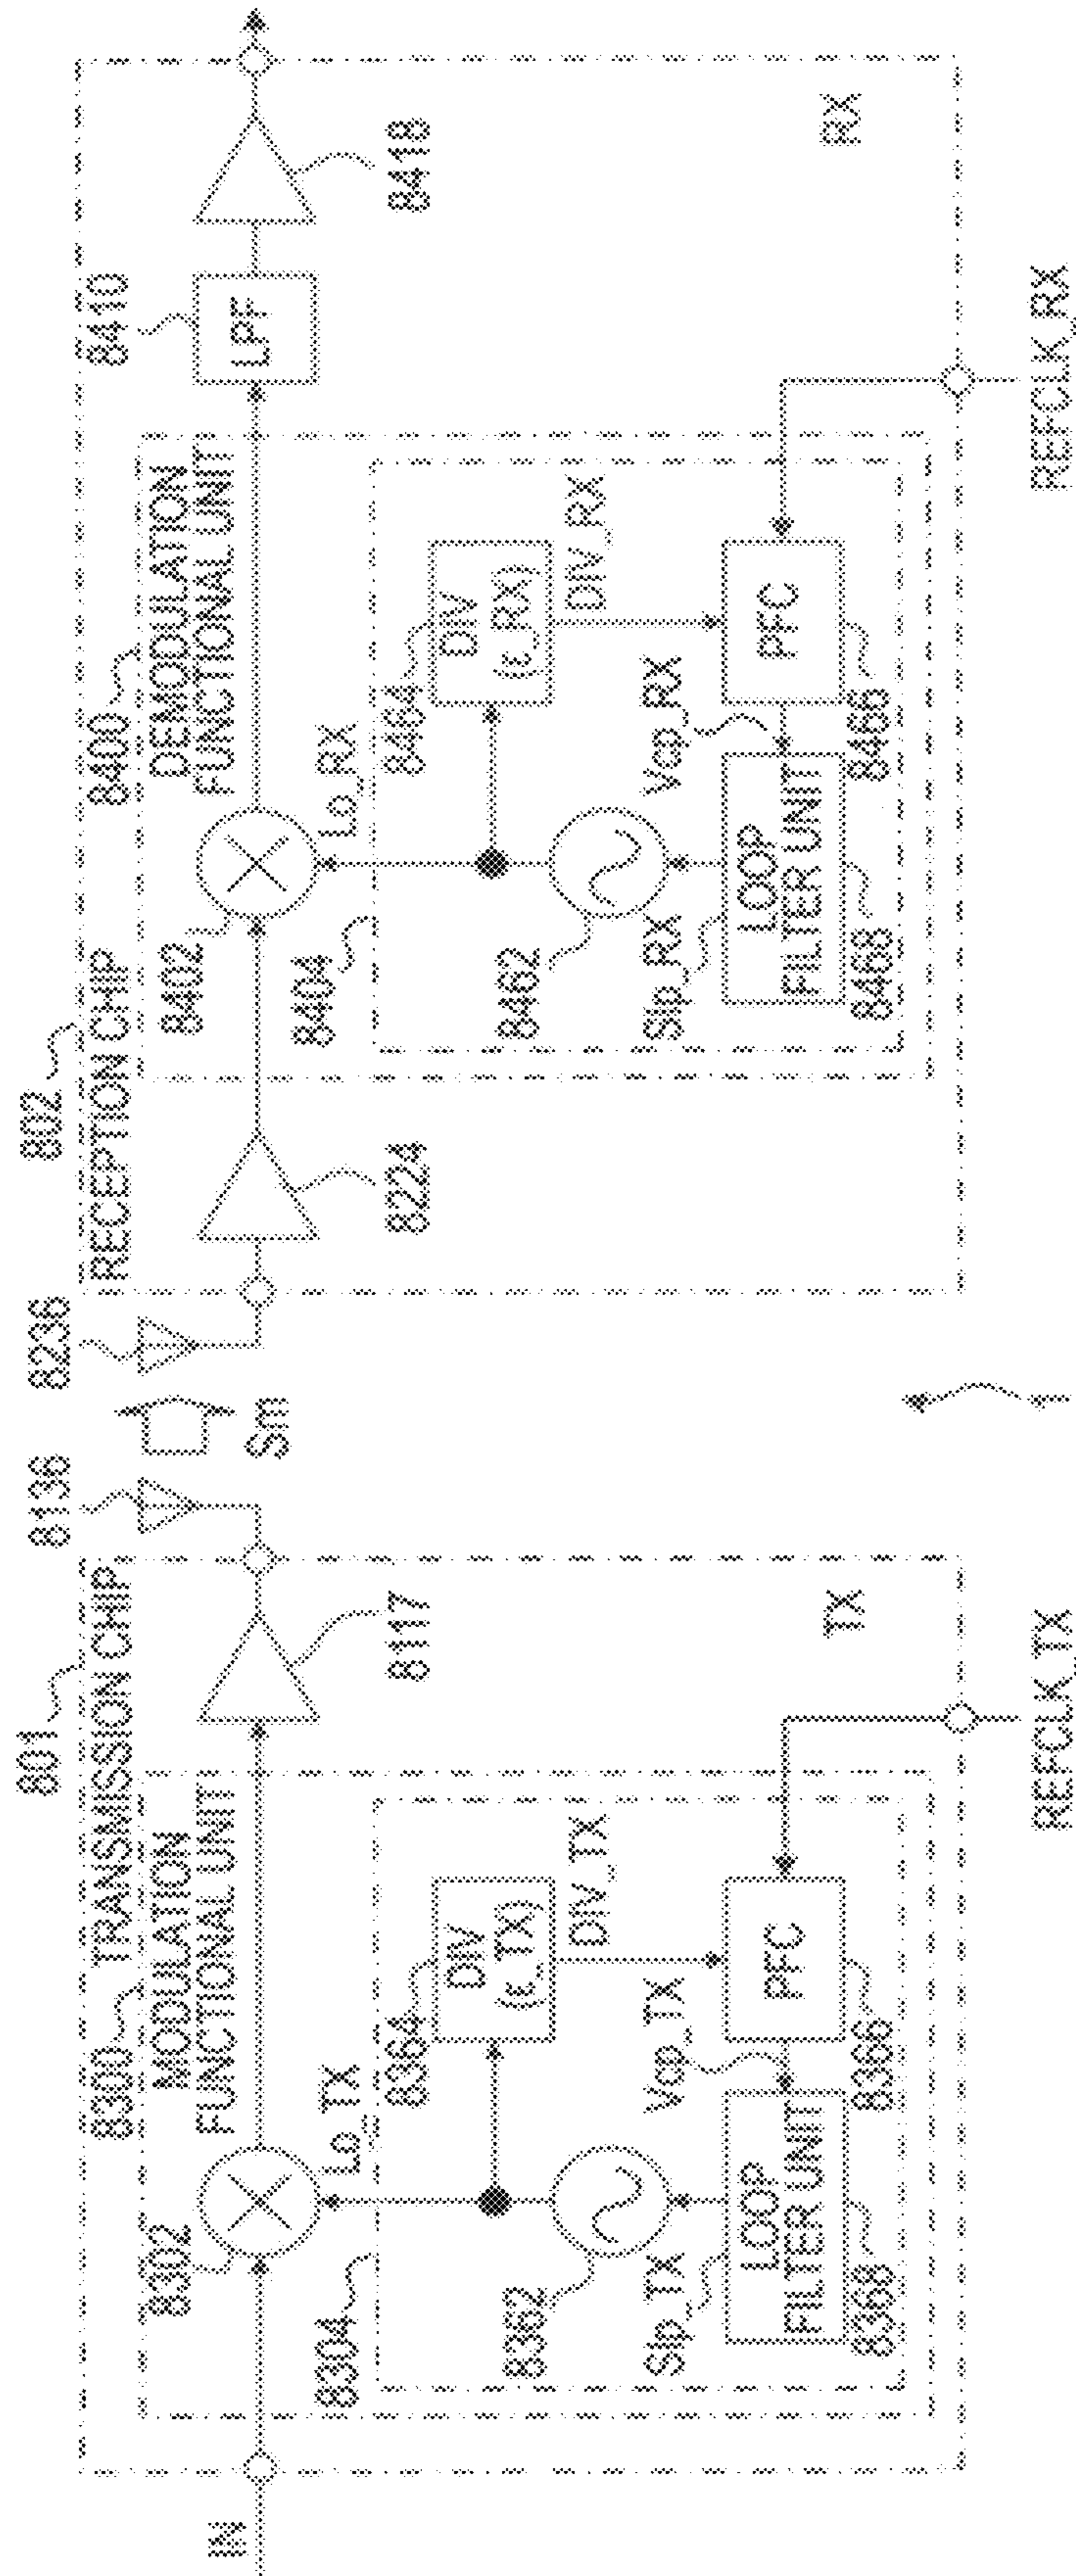 801
TRANSMISSION CHIP
8300
MODULATION
FUNCTIONAL UNIT
8302
IN
Lo_TX
8304
8364
DIV
(ε_TX)
8362
DIV_TX
Slp_TX
Vcp_TX
LOOP
FILTER UNIT
PFC
8368
8366
8117
TX
REFCLK_TX
8136
8236
Sm
1
802
RECEPTION CHIP
8224
8400
DEMODULATION
FUNCTIONAL UNIT
8402
Lo_RX
8404
8464
DIV
(ε_RX)
8462
DIV_RX
Slp_RX
Vcp_RX
LOOP
FILTER UNIT
PFC
8468
8466
8410
LPF
8418
RX
REFCLK_RX